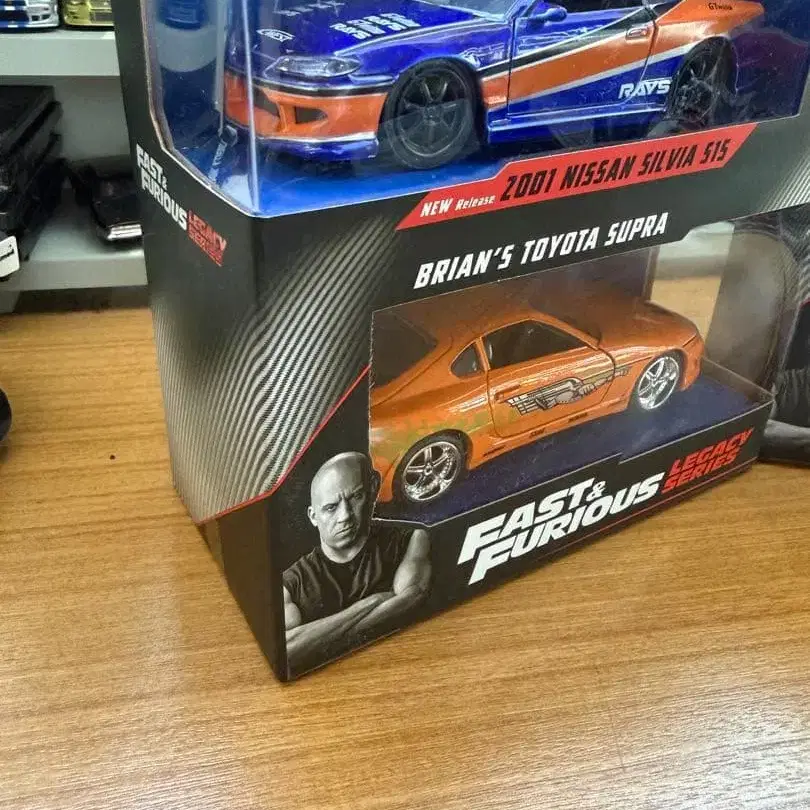 RAYS
NEW Release 2001 NISSAN SILVIA S15
FAST &
FURIOUS
LEGACY
SERIES
BRIAN'S TOYOTA SUPRA
FAST &
FURIOUS
LEGACY
SERIES